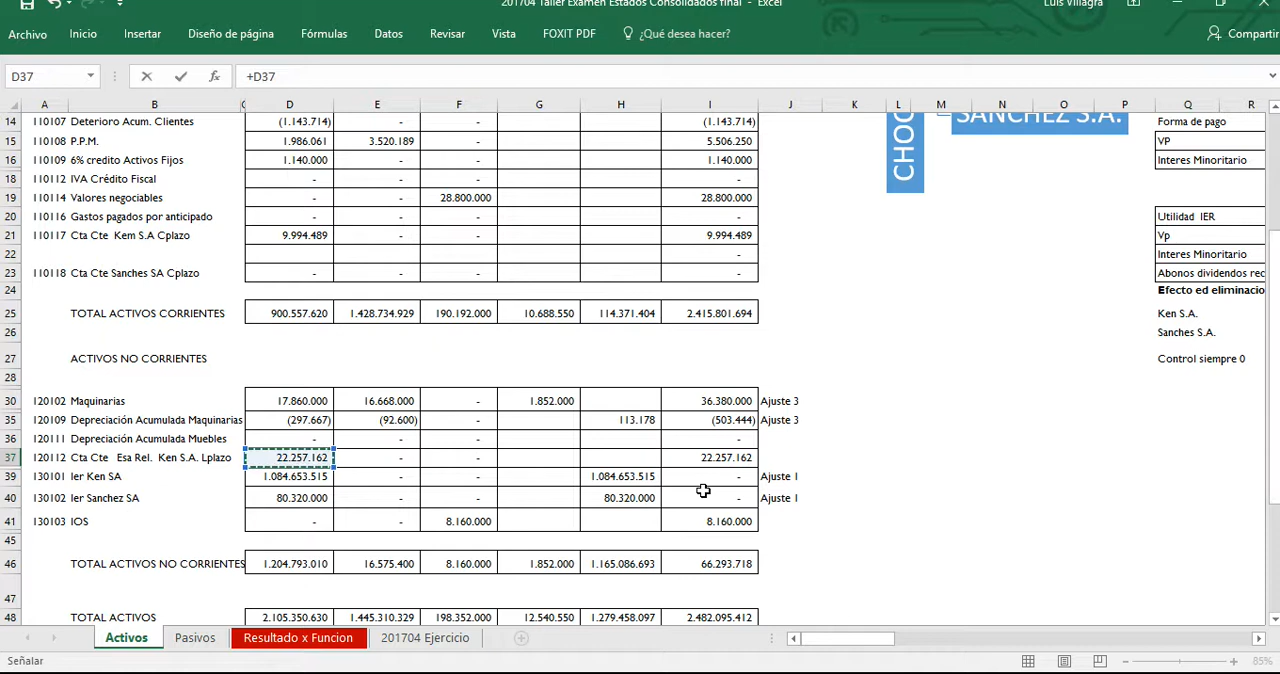 201704 Taller Examen Estados Consolidados final - Excel
Luis Villagra
Archivo Inicio Insertar Diseño de página Fórmulas Datos Revisar Vista FOXIT PDF ¿Qué desea hacer? Compartir
D37 fx +D37
A B C D E F G H I J K L M N O P Q R
14 110107 Deterioro Acum. Clientes (1.143.714) - - (1.143.714) Forma de pago
15 110108 P.P.M. 1.986.061 3.520.189 - 5.506.250 VP
16 110109 6% credito Activos Fijos 1.140.000 - - 1.140.000 Interes Minoritario
18 110112 IVA Crédito Fiscal - - - -
19 110114 Valores negociables - - 28.800.000 28.800.000
20 110116 Gastos pagados por anticipado - - - - Utilidad IER
21 110117 Cta Cte Kem S.A Cplazo 9.994.489 - - 9.994.489 Vp
22 - Interes Minoritario
23 110118 Cta Cte Sanches SA Cplazo - - - - Abonos dividendos rec
24 Efecto ed eliminacio
25 TOTAL ACTIVOS CORRIENTES 900.557.620 1.428.734.929 190.192.000 10.688.550 114.371.404 2.415.801.694 Ken S.A.
26 Sanches S.A.
27 ACTIVOS NO CORRIENTES Control siempre 0
28
30 120102 Maquinarias 17.860.000 16.668.000 - 1.852.000 36.380.000 Ajuste 3
35 120109 Depreciación Acumulada Maquinarias (297.667) (92.600) - 113.178 (503.444) Ajuste 3
36 120111 Depreciación Acumulada Muebles - - - -
37 120112 Cta Cte Esa Rel. Ken S.A. Lplazo 22.257.162 - - 22.257.162
39 130101 Ier Ken SA 1.084.653.515 - - 1.084.653.515 - Ajuste 1
40 130102 Ier Sanchez SA 80.320.000 - - 80.320.000 - Ajuste 1
41 130103 IOS - - 8.160.000 8.160.000
45
46 TOTAL ACTIVOS NO CORRIENTES 1.204.793.010 16.575.400 8.160.000 1.852.000 1.165.086.693 66.293.718
47
48 TOTAL ACTIVOS 2.105.350.630 1.445.310.329 198.352.000 12.540.550 1.279.458.097 2.482.095.412
CHOC
SANCHEZ S.A.
Activos Pasivos Resultado x Funcion 201704 Ejercicio
Señalar 85%